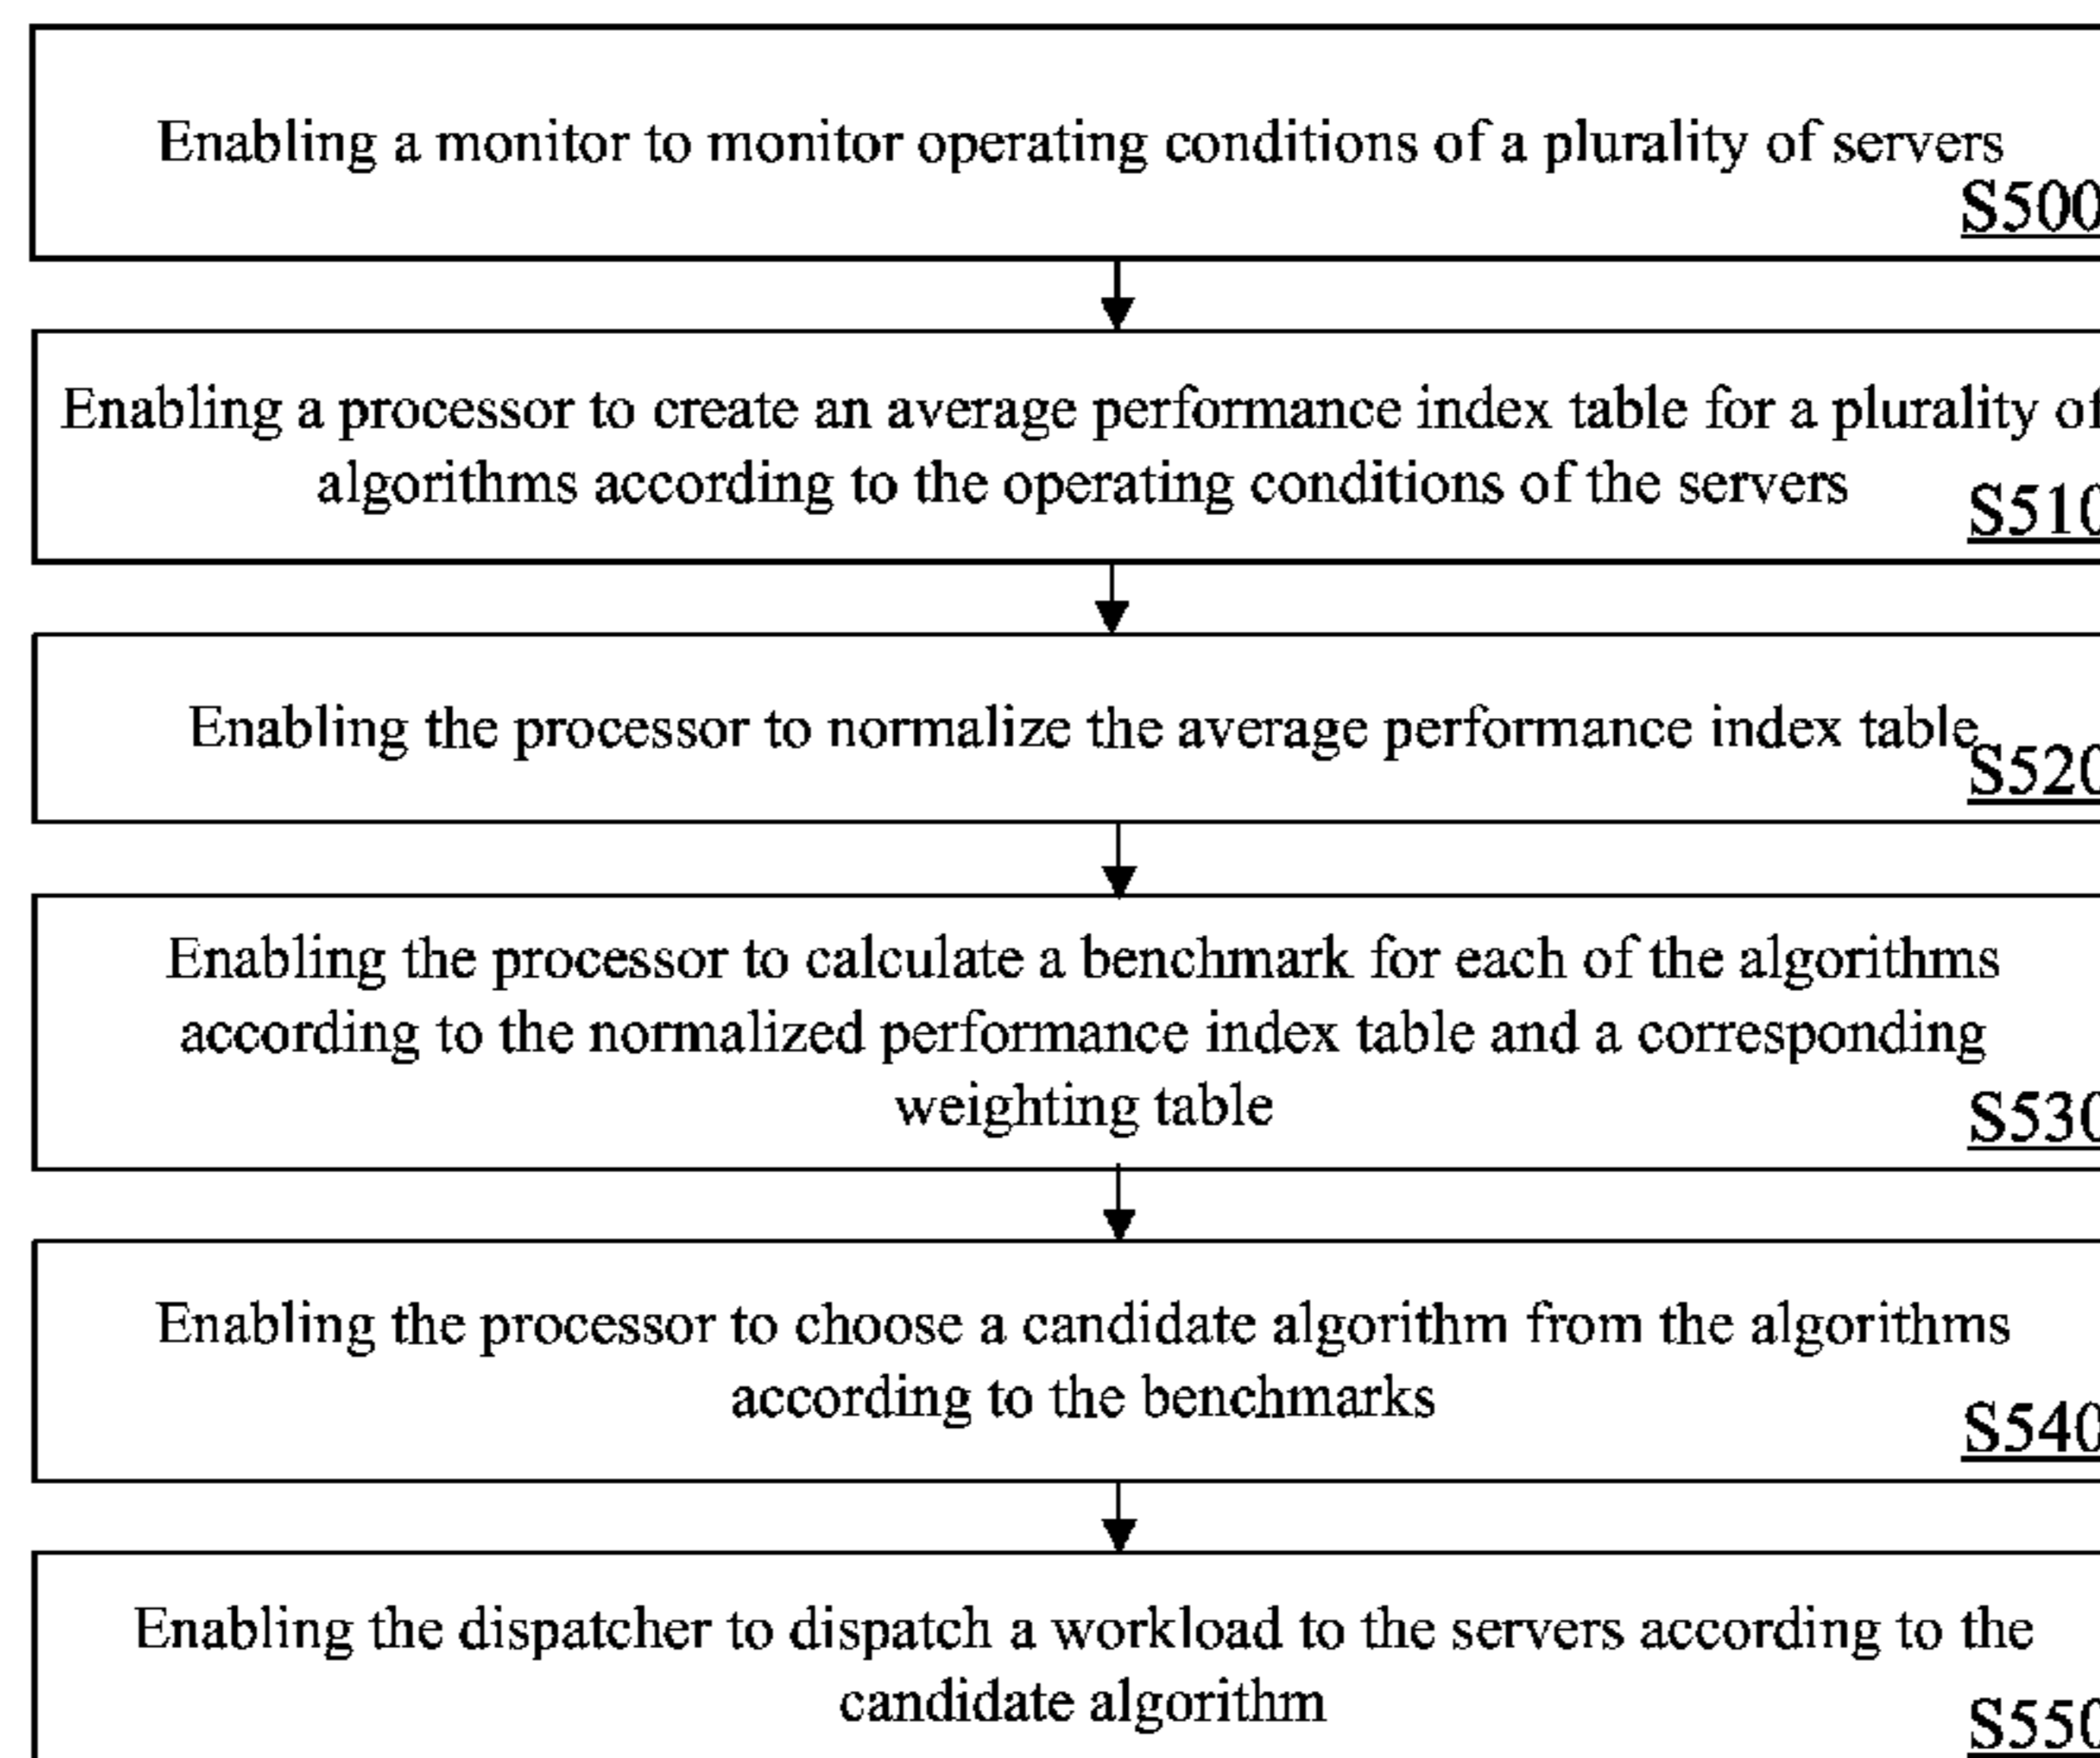 Enabling a monitor to monitor operating conditions of a plurality of servers
S500
Enabling a processor to create an average performance index table for a plurality of
algorithms according to the operating conditions of the servers
S510
Enabling the processor to normalize the average performance index table
S520
Enabling the processor to calculate a benchmark for each of the algorithms
according to the normalized performance index table and a corresponding
weighting table
S530
Enabling the processor to choose a candidate algorithm from the algorithms
according to the benchmarks
S540
Enabling the dispatcher to dispatch a workload to the servers according to the
candidate algorithm
S550